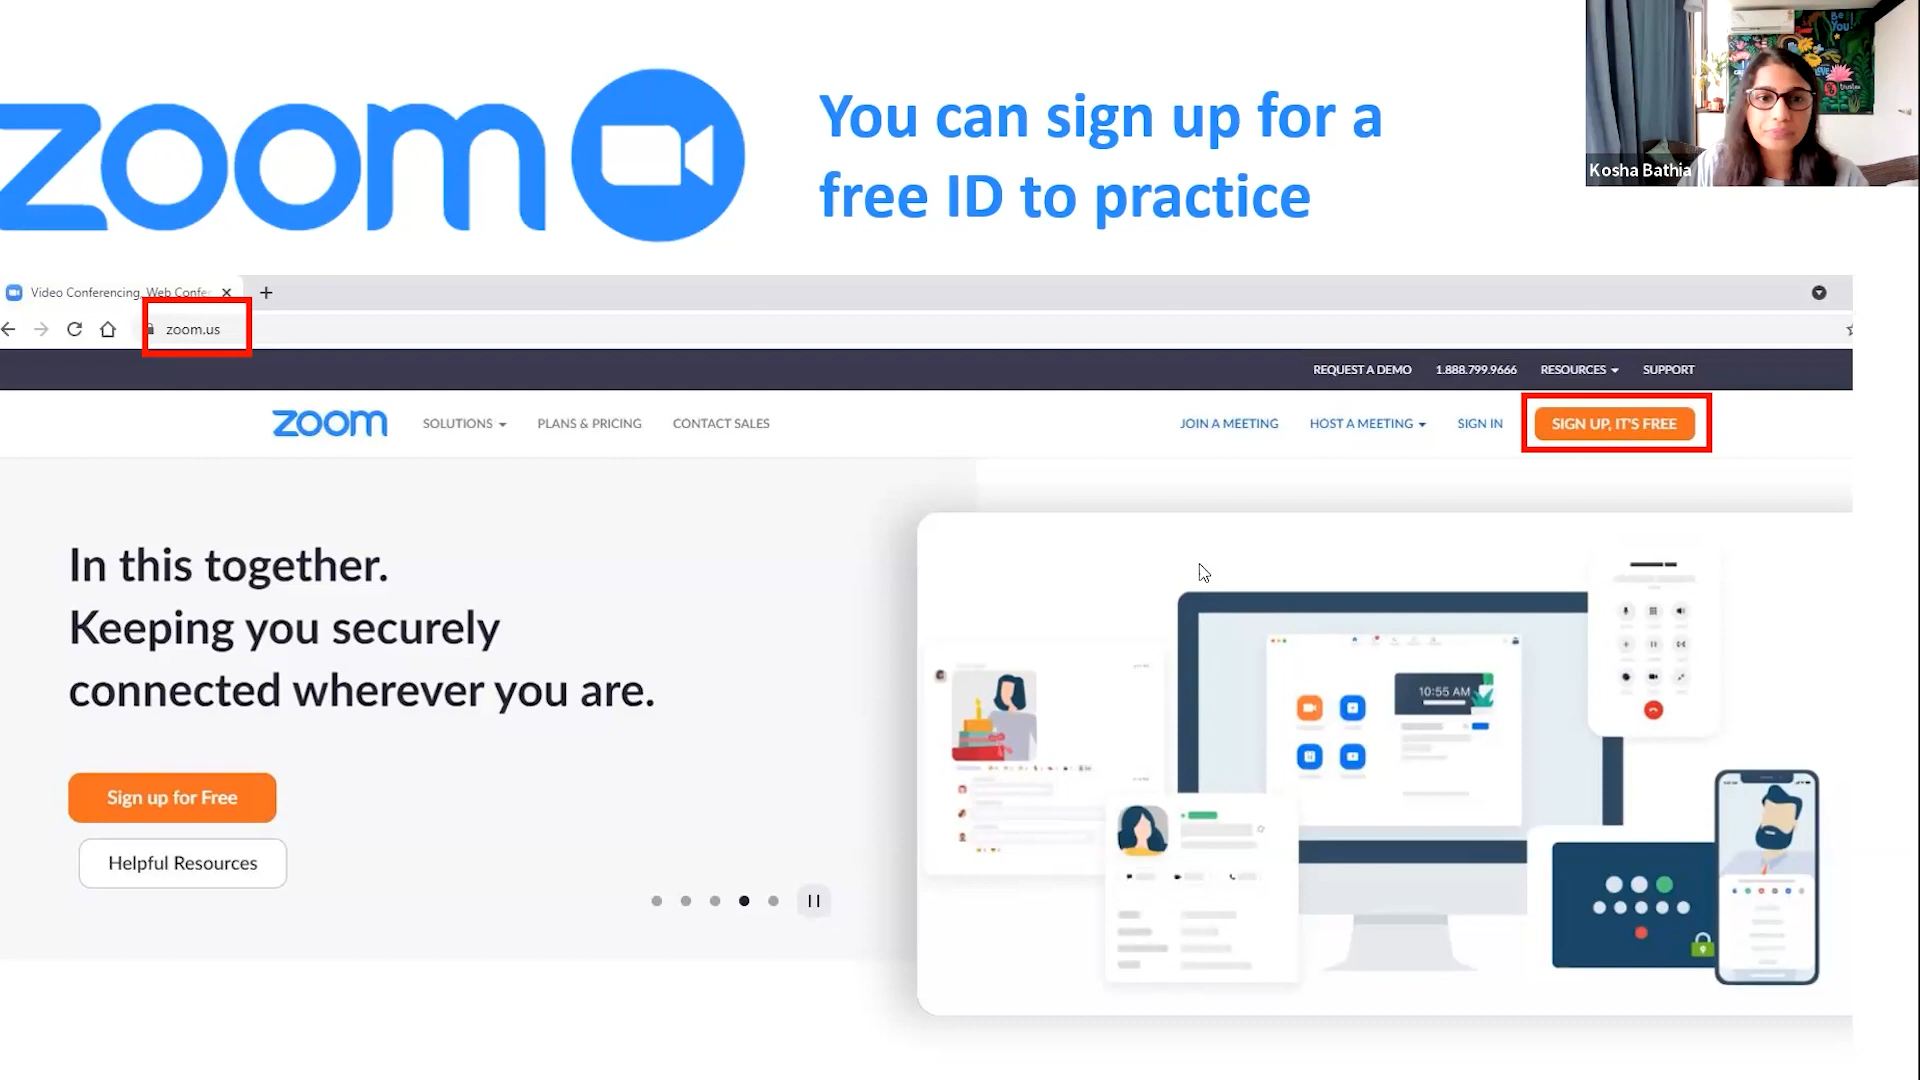 zoom
You can sign up for a
free ID to practice
Be
You!
Kosha Bathia
Video Conferencing, Web Confe
zoom.us
REQUEST A DEMO 1.888.799.9666 RESOURCES SUPPORT
zoom SOLUTIONS PLANS & PRICING CONTACT SALES JOIN A MEETING HOST A MEETING SIGN IN SIGN UP, IT'S FREE
In this together.
Keeping you securely
connected wherever you are.
10:55 AM
Sign up for Free
Helpful Resources